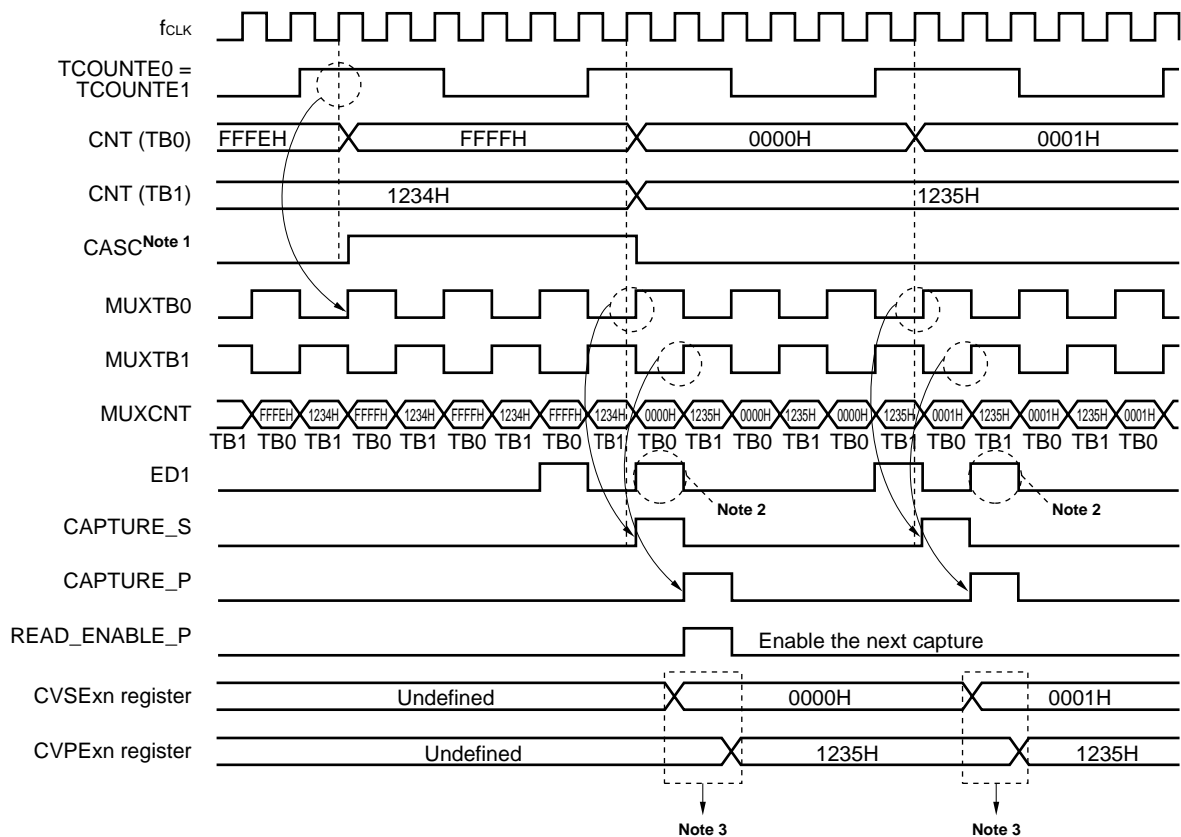 fCLK
TCOUNTE0 =
TCOUNTE1
CNT (TB0) FFFEH FFFFH 0000H 0001H
CNT (TB1) 1234H 1235H
CASC Note 1
MUXTB0
MUXTB1
MUXCNT FFFEH 1234H FFFFH 1234H FFFFH 1234H FFFFH 1234H 0000H 1235H 0000H 1235H 0000H 1235H 0001H 1235H 0001H 1235H 0001H
TB1 TB0 TB1 TB0 TB1 TB0 TB1 TB0 TB1 TB0 TB1 TB0 TB1 TB0 TB1 TB0 TB1 TB0 TB1 TB0
ED1
Note 2 Note 2
CAPTURE_S
CAPTURE_P
READ_ENABLE_P Enable the next capture
CVSExn register Undefined 0000H 0001H
CVPExn register Undefined 1235H 1235H
Note 3 Note 3